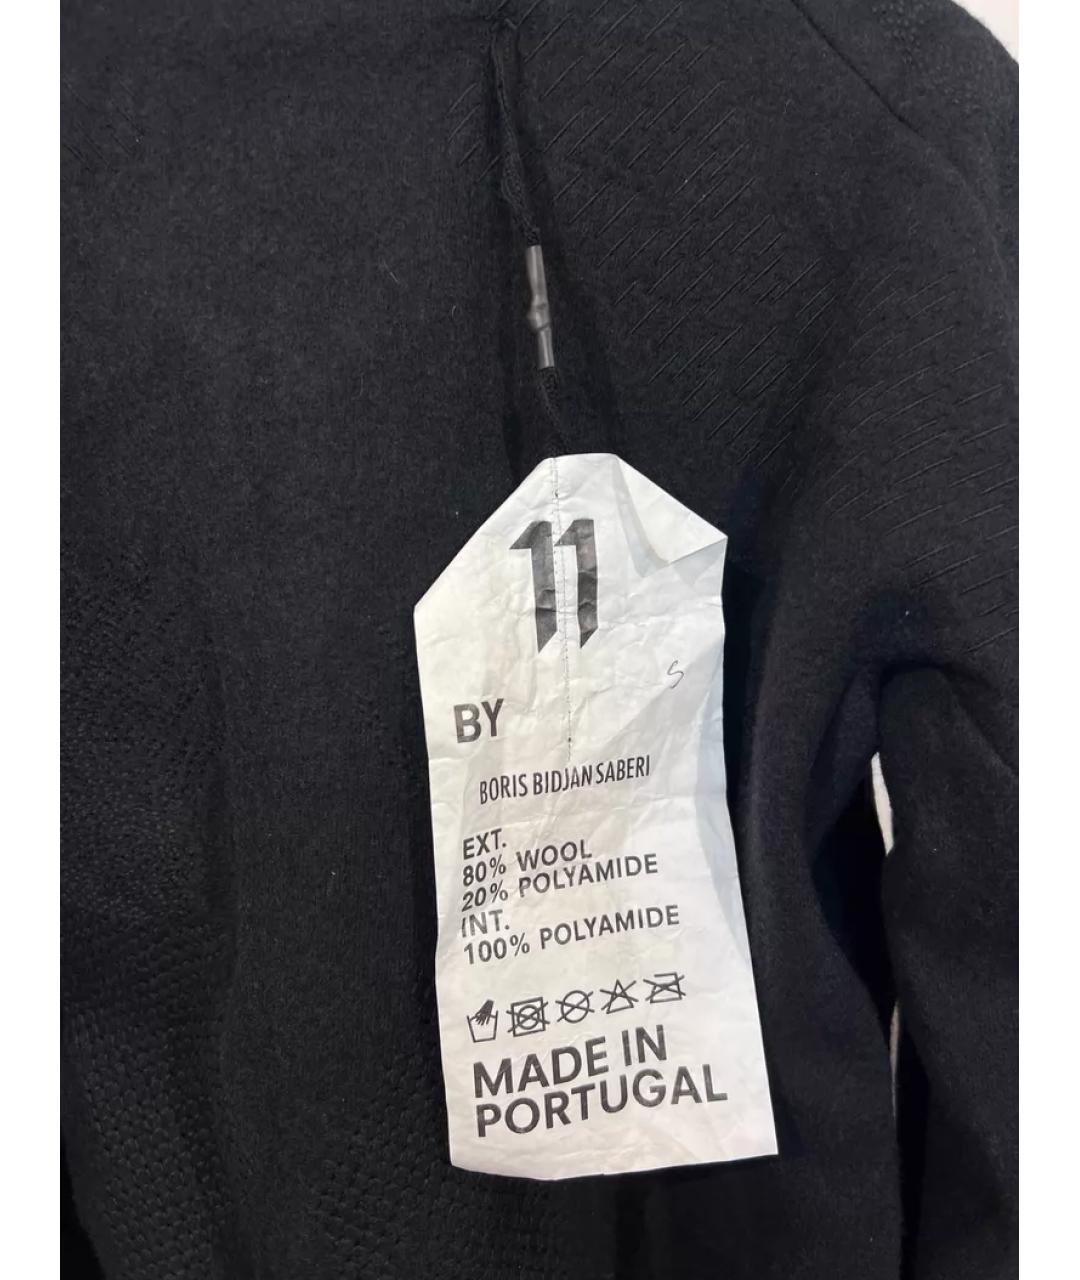 11
S
BY
BORIS BIDJAN SABERI
EXT.
80% WOOL
20% POLYAMIDE
INT.
100% POLYAMIDE
MADE IN
PORTUGAL